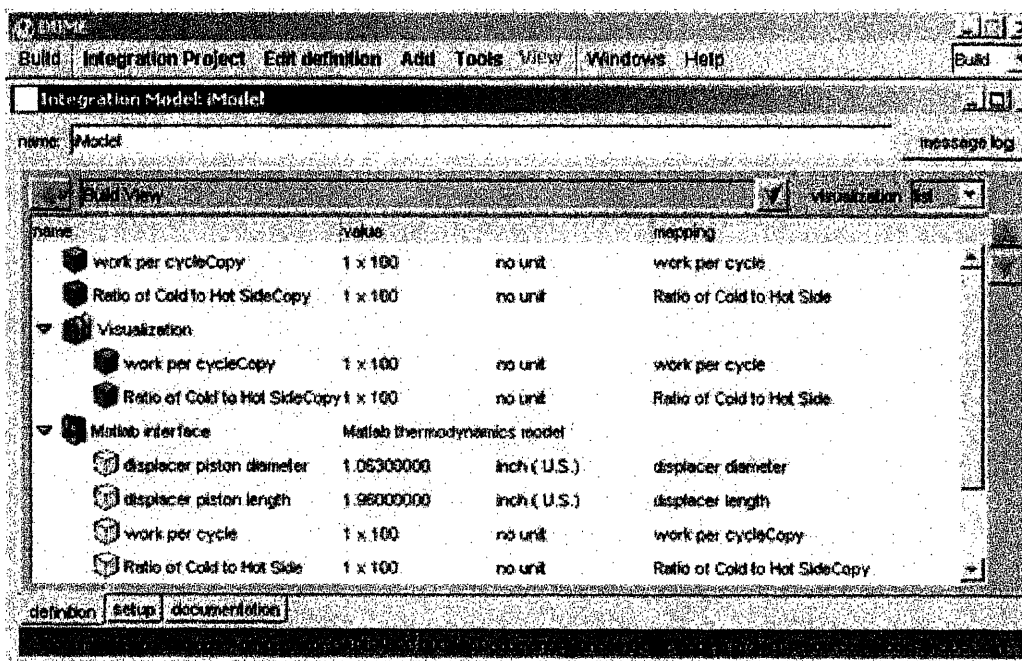 DOME
Build Integration Project Edit definition Add Tools View Windows Help Build
Integration Model: iModel
name: iModel message log
Build View visualization list
name value mapping
work per cycleCopy 1 x 100 no unit work per cycle
Ratio of Cold to Hot SideCopy 1 x 100 no unit Ratio of Cold to Hot Side
Visualization
work per cycleCopy 1 x 100 no unit work per cycle
Ratio of Cold to Hot SideCopy 1 x 100 no unit Ratio of Cold to Hot Side
Matlab interface Matlab thermodynamics model
displacer piston diameter 1.06300000 inch ( U.S.) displacer diameter
displacer piston length 1.96000000 inch ( U.S.) displacer length
work per cycle 1 x 100 no unit work per cycleCopy
Ratio of Cold to Hot Side 1 x 100 no unit Ratio of Cold to Hot SideCopy
definition setup documentation